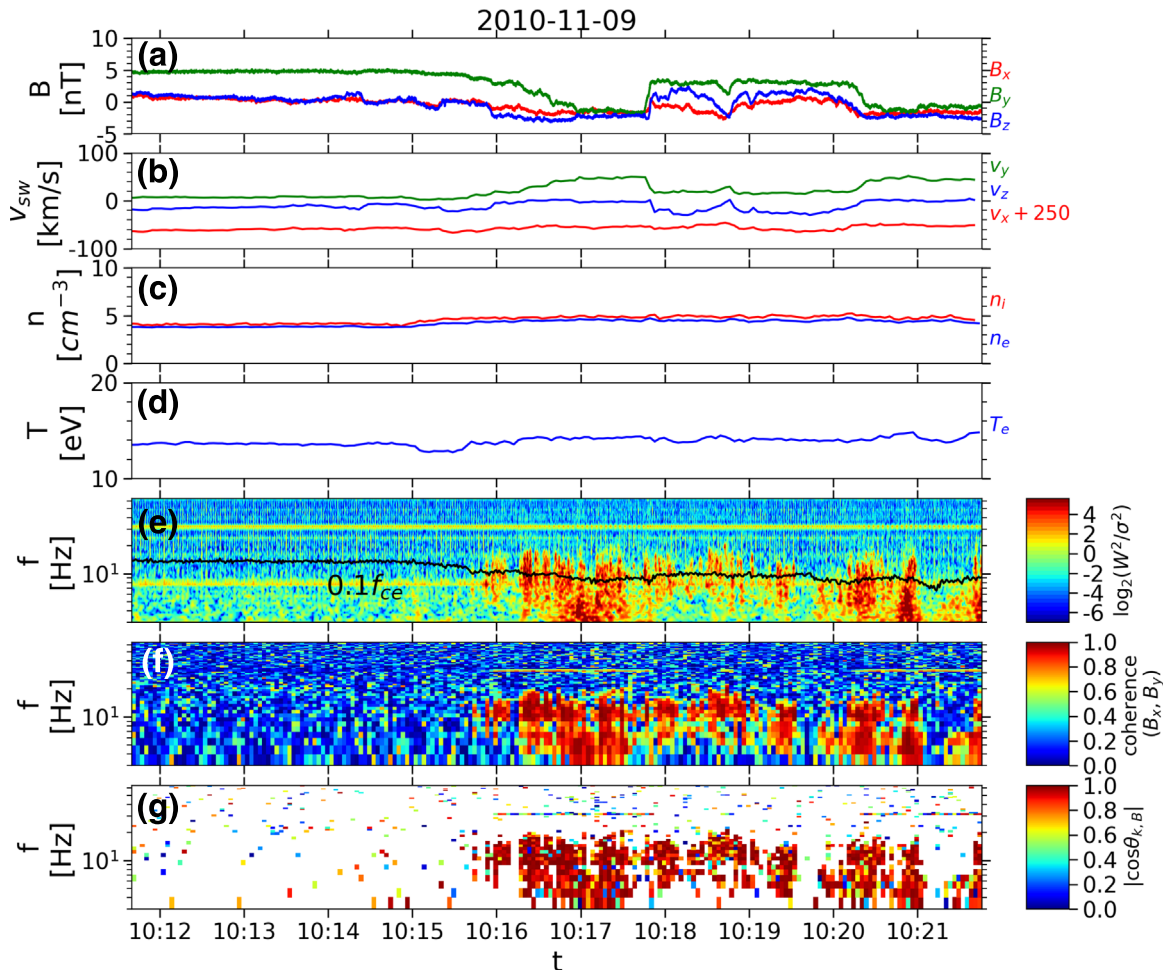 2010-11-09
(a)
B
[nT]
10
5
0
-5
B_x
B_y
B_z
(b)
v_{sw}
[km/s]
100
0
-100
v_y
v_z
v_x + 250
(c)
n
[cm^{-3}]
10
5
0
n_i
n_e
(d)
T
[eV]
20
10
T_e
(e)
f
[Hz]
10^1
0.1f_{ce}
4
2
0
-2
-4
-6
log_2(W^2/σ^2)
(f)
f
[Hz]
10^1
1.0
0.8
0.6
0.4
0.2
0.0
coherence
(B_x, B_y)
(g)
f
[Hz]
10^1
1.0
0.8
0.6
0.4
0.2
0.0
|cosθ_{k,B}|
10:12 10:13 10:14 10:15 10:16 10:17 10:18 10:19 10:20 10:21
t